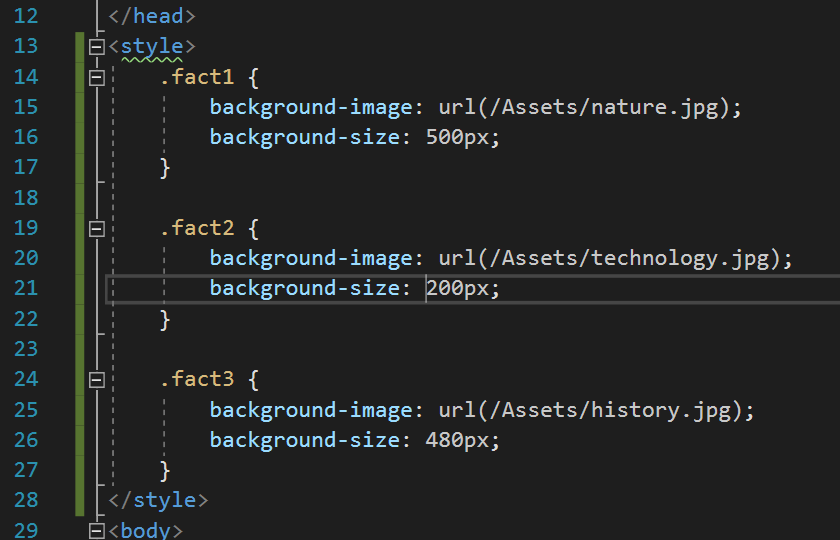 12 </head>
13 <style>
14 .fact1 {
15 background-image: url(/Assets/nature.jpg);
16 background-size: 500px;
17 }
18
19 .fact2 {
20 background-image: url(/Assets/technology.jpg);
21 background-size: 200px;
22 }
23
24 .fact3 {
25 background-image: url(/Assets/history.jpg);
26 background-size: 480px;
27 }
28 </style>
29 <body>